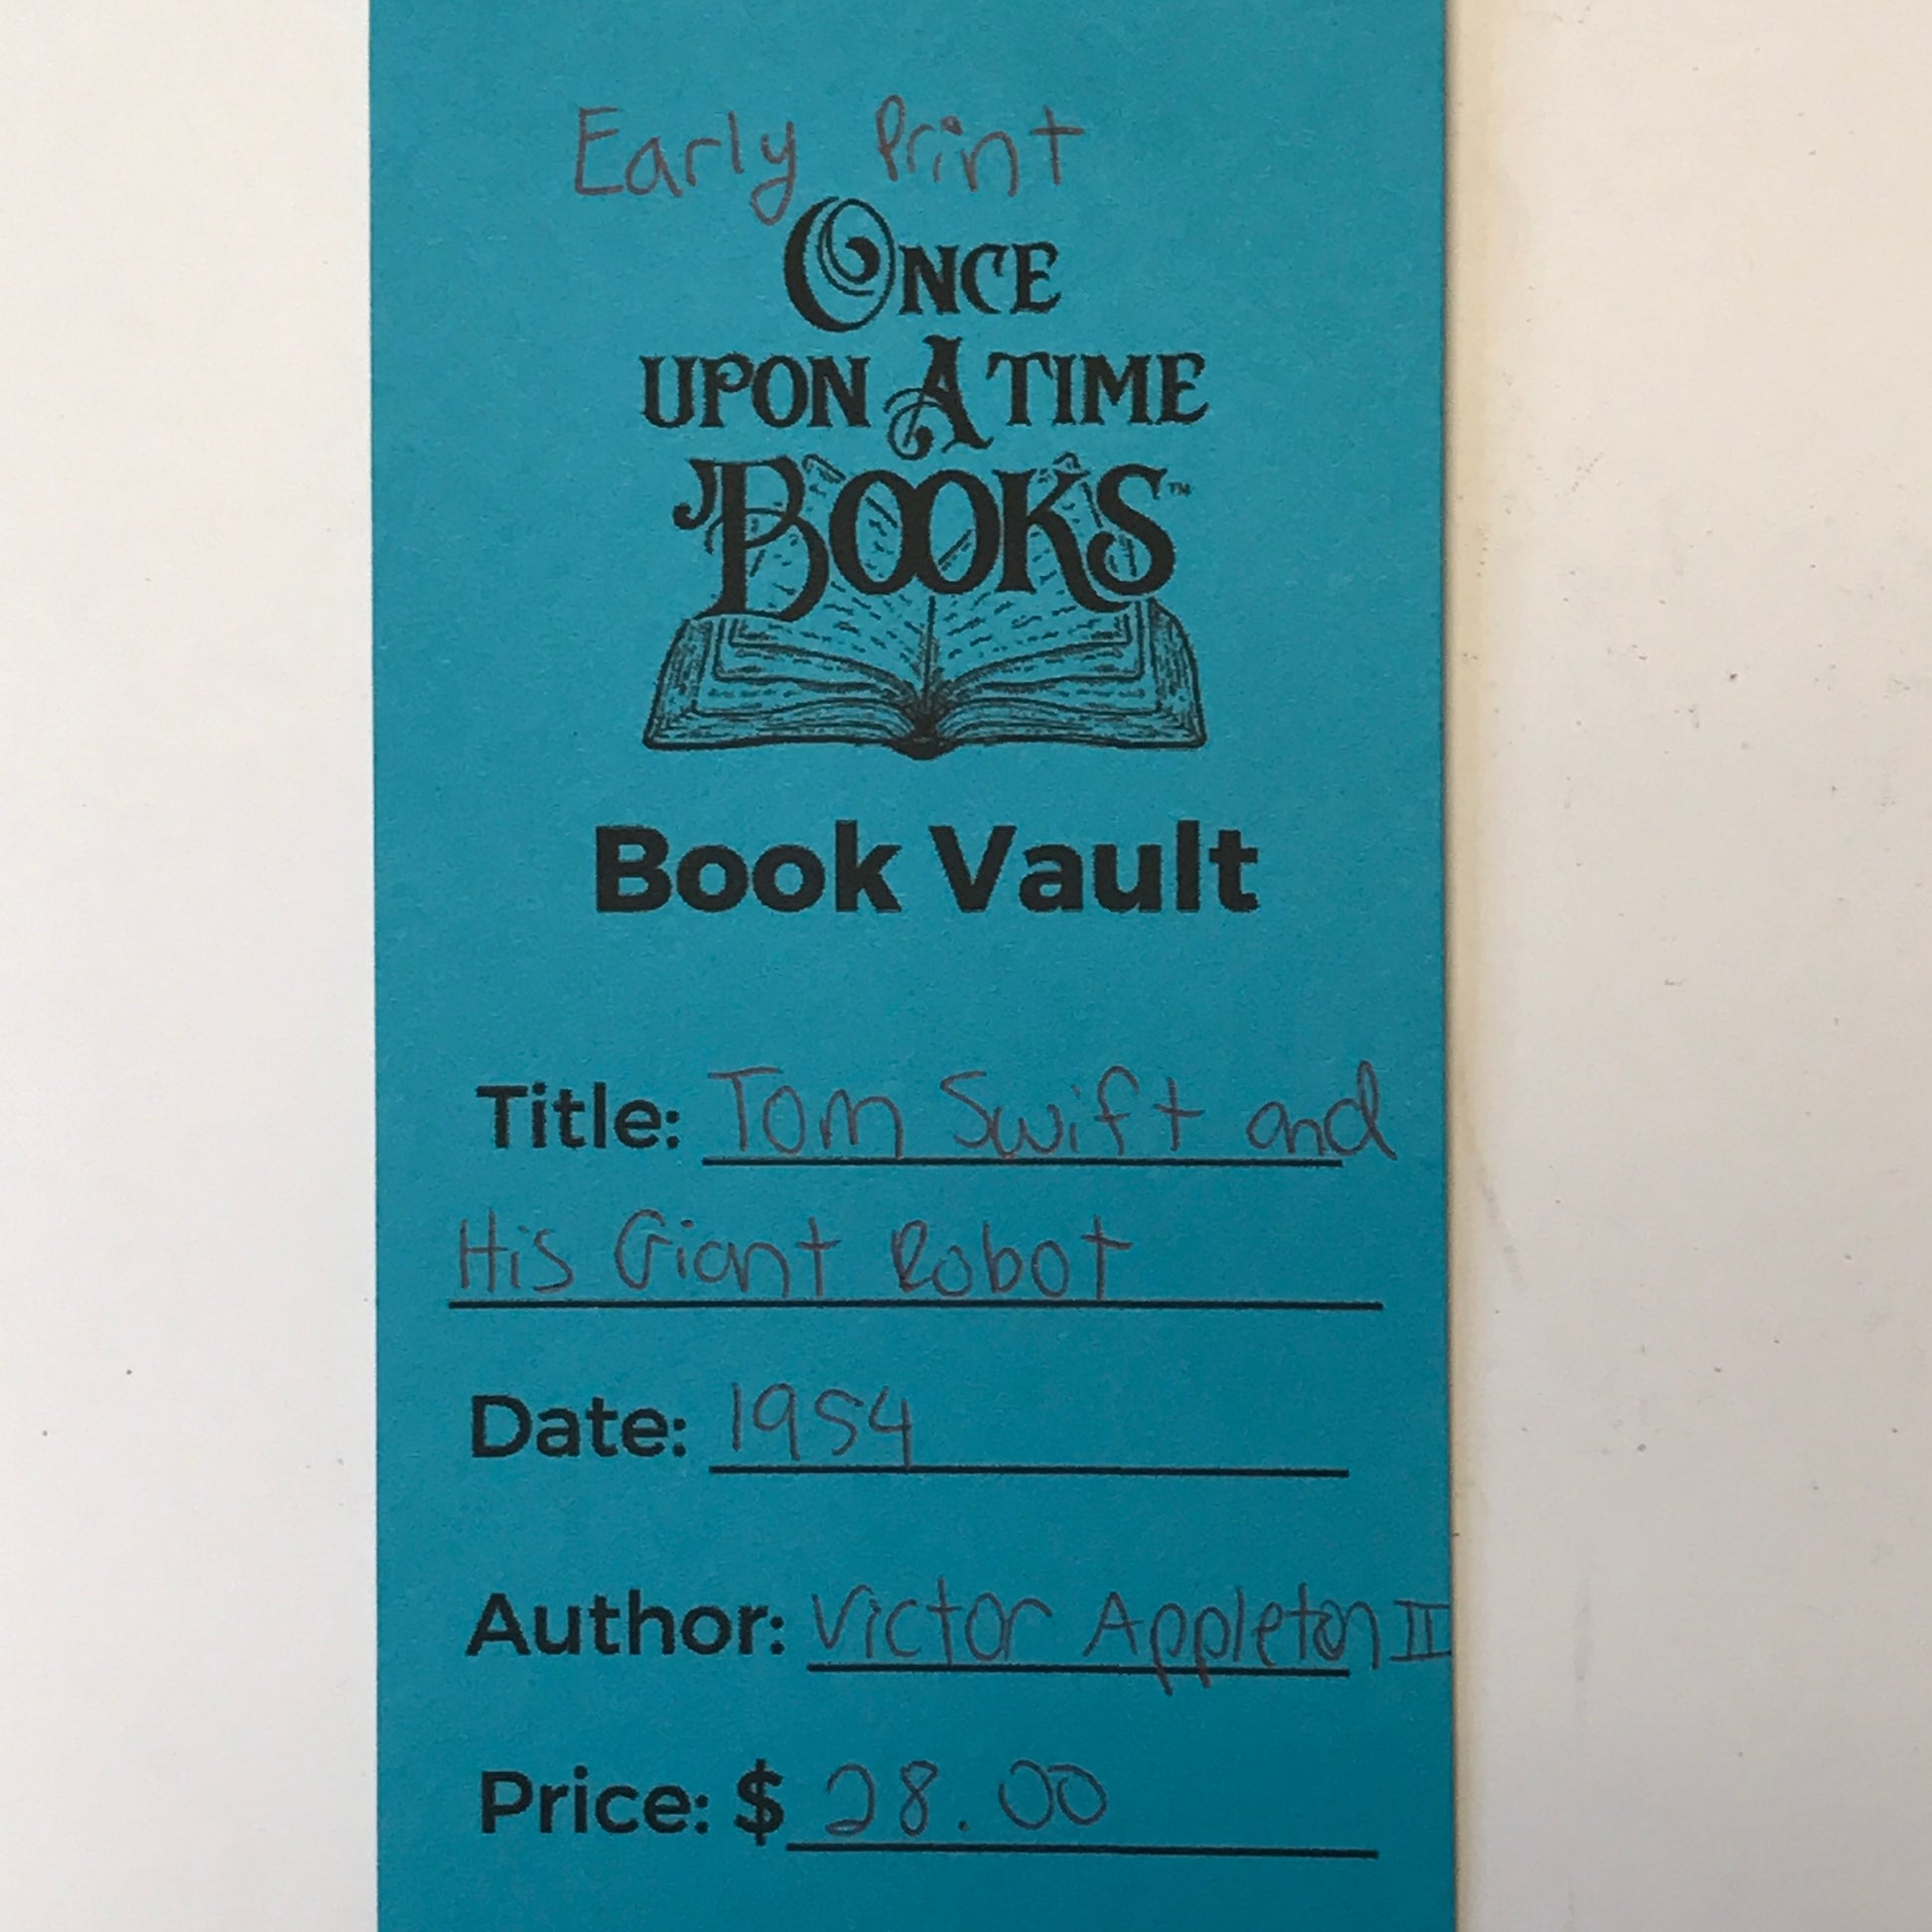 Early Print
ONCE
UPON A TIME
BOOKS™
Book Vault
Title: Tom Swift and
His Giant Robot
Date: 1954
Author: Victor Appleton II
Price: $ 28.00